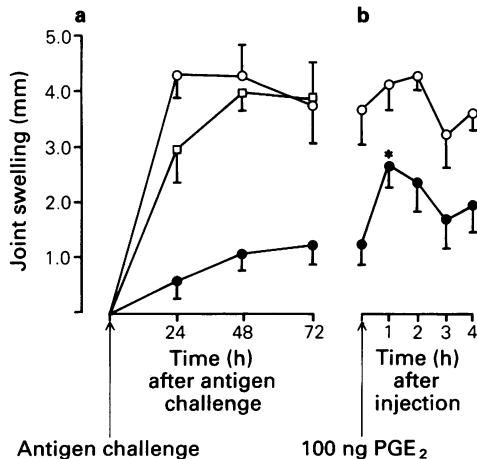 a
b
Joint swelling (mm)
5.0
4.0
3.0
2.0
1.0
24 48 72
Time (h)
after antigen
challenge
Antigen challenge
*
1 2 3 4
Time (h)
after
injection
100 ng PGE₂